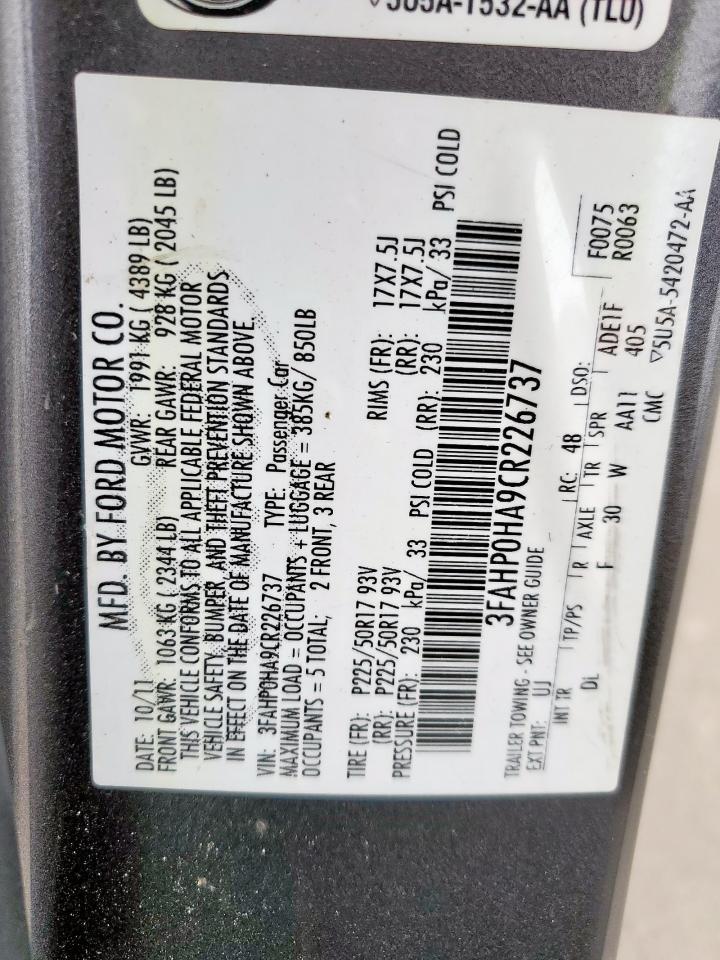 5U5A-1532-AA (TLU)
MFD. BY FORD MOTOR CO.
DATE: 10/11 GVWR: 1991 KG ( 4389 LB)
FRONT GAWR: 1063 KG ( 2344 LB) REAR GAWR: 928 KG ( 2045 LB)
THIS VEHICLE CONFORMS TO ALL APPLICABLE FEDERAL MOTOR
VEHICLE SAFETY, BUMPER, AND THEFT PREVENTION STANDARDS
IN EFFECT ON THE DATE OF MANUFACTURE SHOWN ABOVE.
VIN: 3FAHP0HA9CR226737 TYPE: Passenger Car
MAXIMUM LOAD = OCCUPANTS + LUGGAGE = 385KG/ 850LB
OCCUPANTS = 5 TOTAL; 2 FRONT, 3 REAR
TIRE (FR): P225/50R17 93V RIMS (FR): 17X7.5J
(RR): P225/50R17 93V (RR): 17X7.5J
PRESSURE (FR): 230 kPa/ 33 PSI COLD (RR): 230 kPa/ 33 PSI COLD
3FAHP0HA9CR226737
TRAILER TOWING - SEE OWNER GUIDE
EXT PNT: UJ RC: 48 DSO: F0075
R0063
INT TR TP/PS R AXLE TR SPR ADE1F
DL F 30 W AA11 405
CMC ▽5U5A-5420472-AA